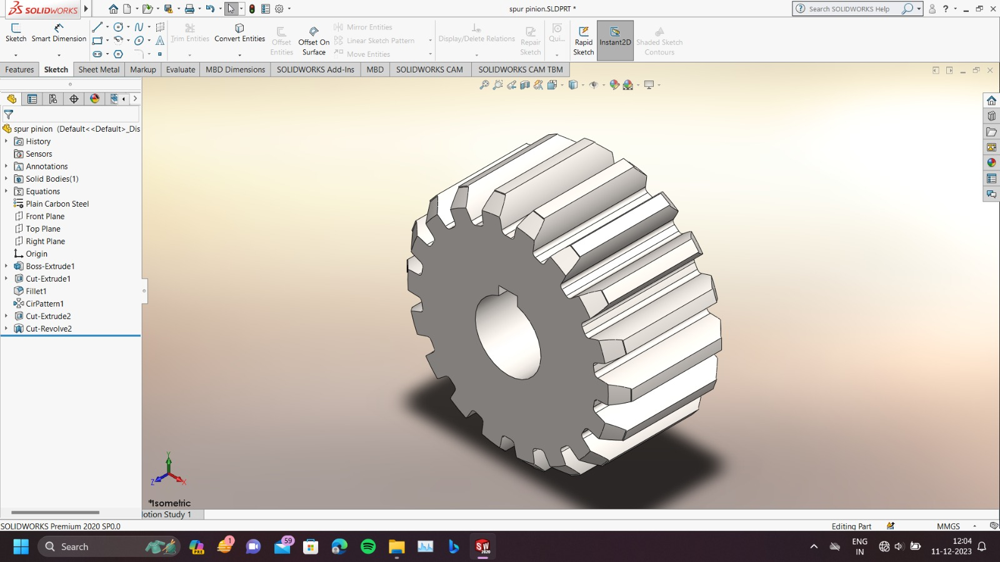 SOLIDWORKS
spur pinion.SLDPRT *
Search SOLIDWORKS Help
?
Sketch
Smart Dimension
Trim Entities
Convert Entities
Offset Entities
Offset On Surface
Mirror Entities
Linear Sketch Pattern
Move Entities
Display/Delete Relations
Repair Sketch
Qui...
Rapid Sketch
Instant2D
Shaded Sketch Contours
Features
Sketch
Sheet Metal
Markup
Evaluate
MBD Dimensions
SOLIDWORKS Add-Ins
MBD
SOLIDWORKS CAM
SOLIDWORKS CAM TBM
spur pinion (Default<<Default>_Dis
History
Sensors
Annotations
Solid Bodies(1)
Equations
Plain Carbon Steel
Front Plane
Top Plane
Right Plane
Origin
Boss-Extrude1
Cut-Extrude1
Fillet1
CirPattern1
Cut-Extrude2
Cut-Revolve2
Y
Z
X
*Isometric
otion Study 1
SOLIDWORKS Premium 2020 SP0.0
Editing Part
MMGS
Search
PRE
1
59
SW
2020
ENG
IN
12:04
11-12-2023